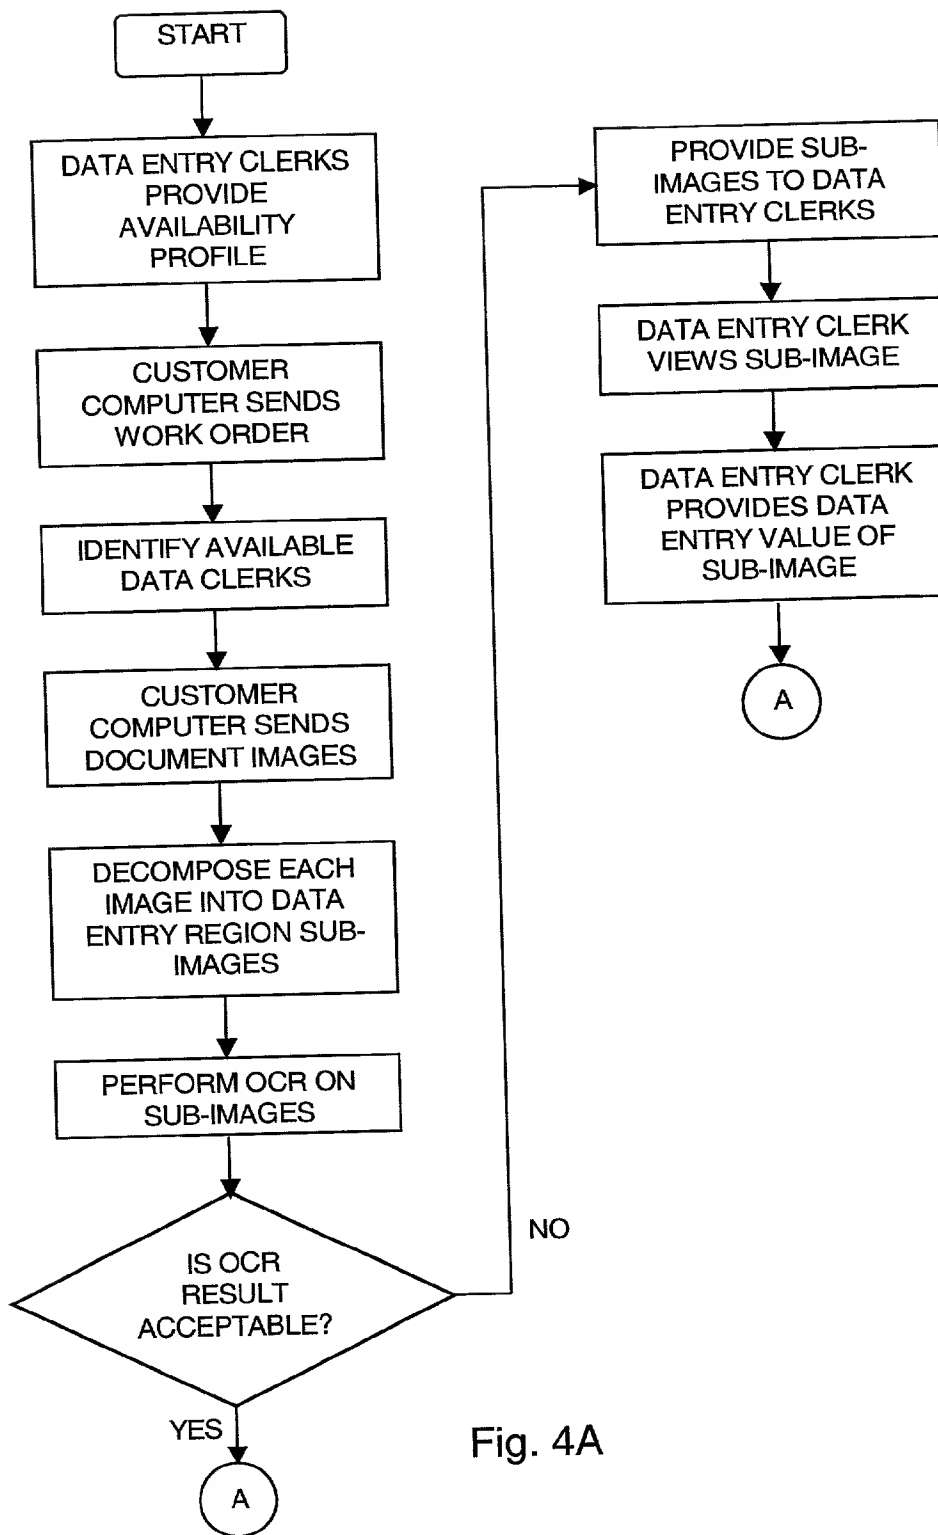 START
DATA ENTRY CLERKS
PROVIDE
AVAILABILITY
PROFILE
CUSTOMER
COMPUTER SENDS
WORK ORDER
IDENTIFY AVAILABLE
DATA CLERKS
CUSTOMER
COMPUTER SENDS
DOCUMENT IMAGES
DECOMPOSE EACH
IMAGE INTO DATA
ENTRY REGION SUB-
IMAGES
PERFORM OCR ON
SUB-IMAGES
IS OCR
RESULT
ACCEPTABLE?
YES
A
NO
PROVIDE SUB-
IMAGES TO DATA
ENTRY CLERKS
DATA ENTRY CLERK
VIEWS SUB-IMAGE
DATA ENTRY CLERK
PROVIDES DATA
ENTRY VALUE OF
SUB-IMAGE
A
Fig. 4A